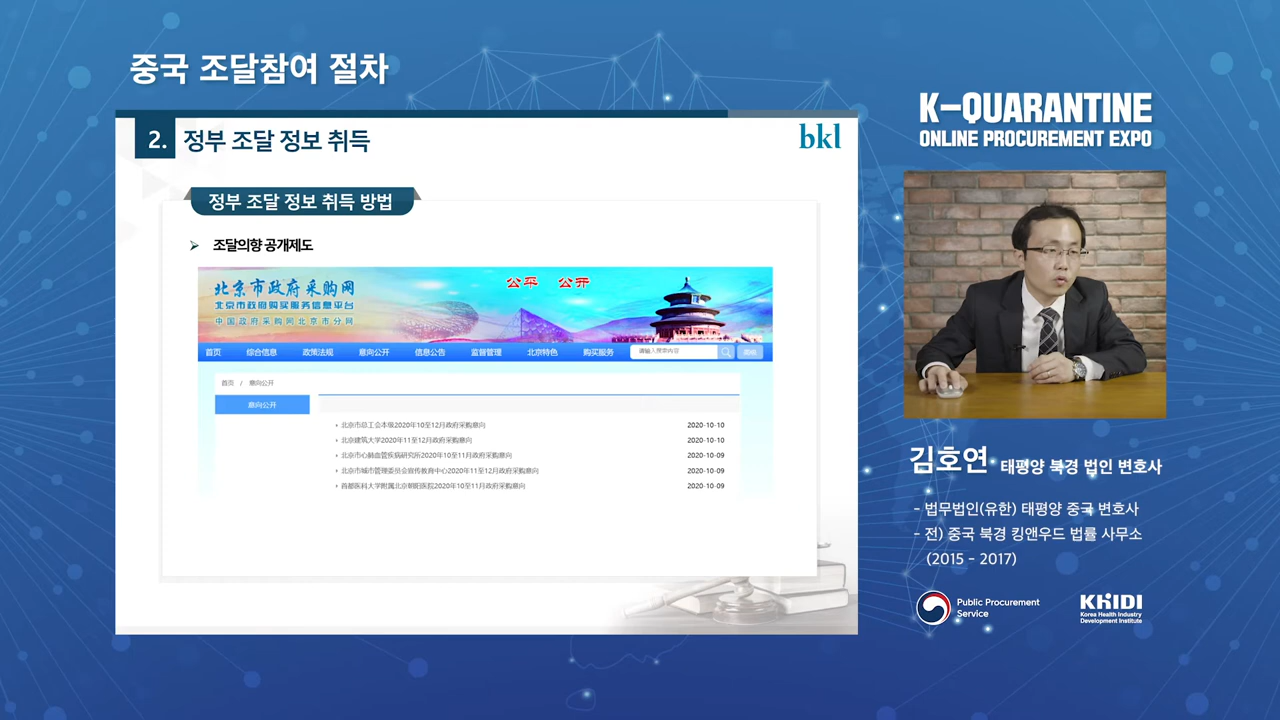 중국 조달참여 절차
2. 정부 조달 정보 취득
bkl
정부 조달 정보 취득 방법
➢ 조달의향 공개제도
北京市政府采购网
北京市政府购买服务信息平台
中国政府采购网北京市分网
公平 公开
首页 综合信息 政策法规 意向公开 信息公告 监督管理 北京特色 购买服务 请输入搜索内容
首页 / 意向公开
意向公开
北京市总工会本级2020年10至12月政府采购意向 2020-10-10
北京建筑大学2020年11至12月政府采购意向 2020-10-10
北京市心肺血管疾病研究所2020年10至11月政府采购意向 2020-10-09
北京市城市管理委员会宣传教育中心2020年11至12月政府采购意向 2020-10-09
首都医科大学附属北京朝阳医院2020年10至11月政府采购意向 2020-10-09
K-QUARANTINE
ONLINE PROCUREMENT EXPO
김호연 태평양 북경 법인 변호사
- 법무법인(유한) 태평양 중국 변호사
- 전) 중국 북경 킹앤우드 법률 사무소
(2015 - 2017)
Public Procurement
Service
KHIDI
Korea Health Industry
Development Institute